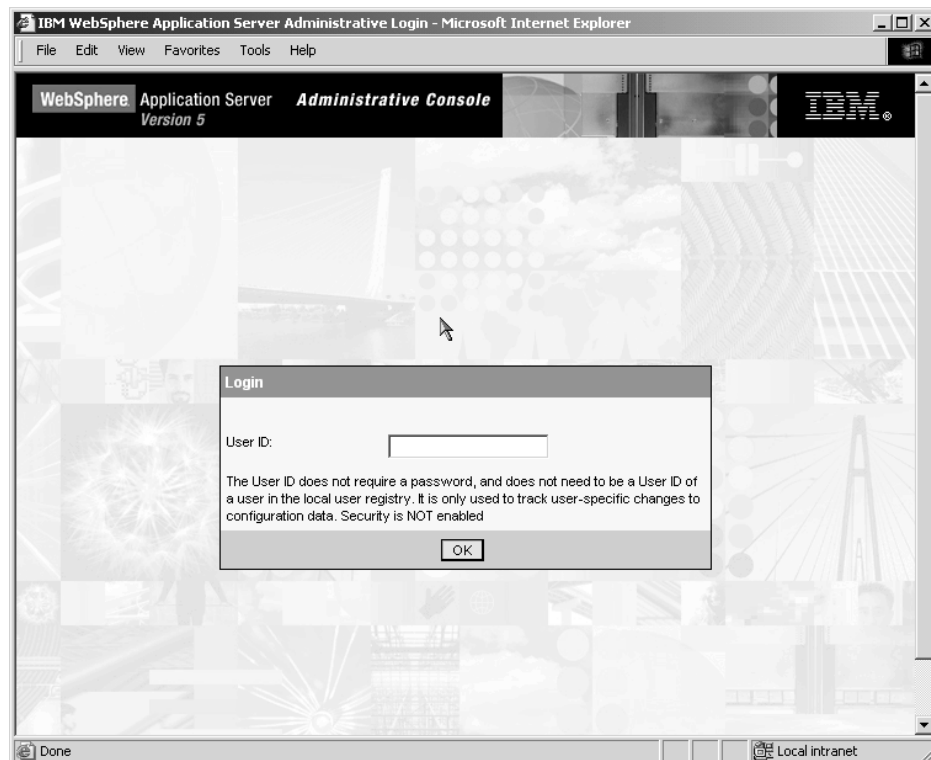 IBM WebSphere Application Server Administrative Login - Microsoft Internet Explorer
File Edit View Favorites Tools Help
WebSphere. Application Server Administrative Console
Version 5
IBM®
Login
User ID:
The User ID does not require a password, and does not need to be a User ID of
a user in the local user registry. It is only used to track user-specific changes to
configuration data. Security is NOT enabled
OK
Done
Local intranet